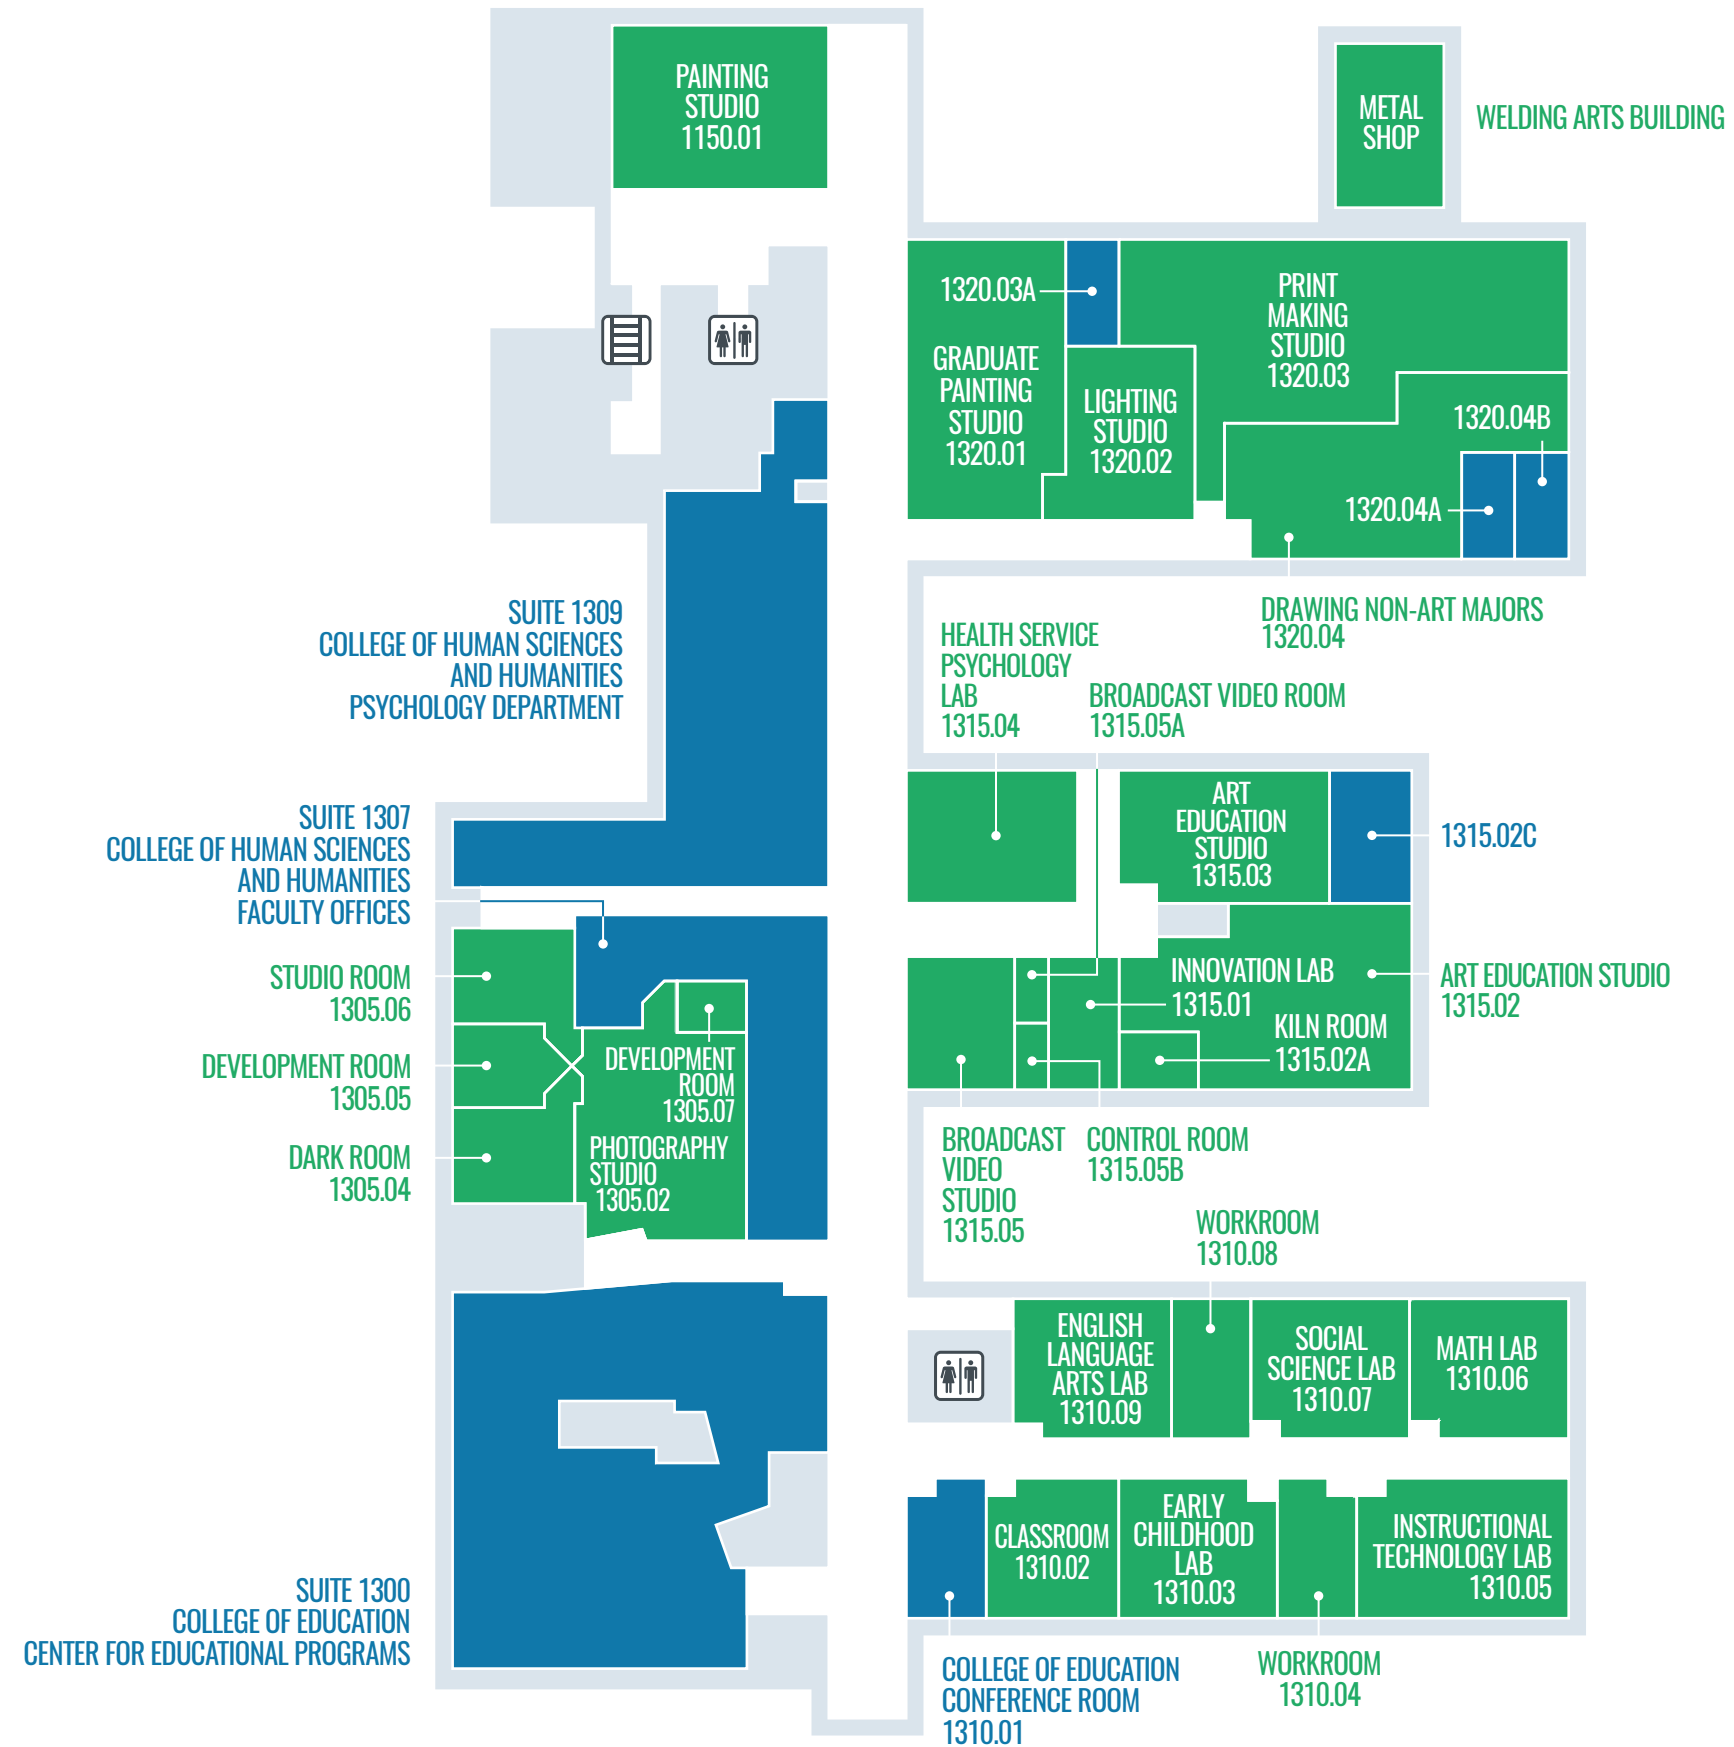 PAINTING
STUDIO
1150.01
METAL
SHOP
WELDING ARTS BUILDING
1320.03A
GRADUATE
PAINTING
STUDIO
1320.01
LIGHTING
STUDIO
1320.02
PRINT
MAKING
STUDIO
1320.03
1320.04B
1320.04A
DRAWING NON-ART MAJORS
1320.04
SUITE 1309
COLLEGE OF HUMAN SCIENCES
AND HUMANITIES
PSYCHOLOGY DEPARTMENT
HEALTH SERVICE
PSYCHOLOGY
LAB
1315.04
BROADCAST VIDEO ROOM
1315.05A
ART
EDUCATION
STUDIO
1315.03
1315.02C
SUITE 1307
COLLEGE OF HUMAN SCIENCES
AND HUMANITIES
FACULTY OFFICES
STUDIO ROOM
1305.06
DEVELOPMENT ROOM
1305.05
DARK ROOM
1305.04
DEVELOPMENT
ROOM
1305.07
PHOTOGRAPHY
STUDIO
1305.02
INNOVATION LAB
1315.01
KILN ROOM
1315.02A
ART EDUCATION STUDIO
1315.02
BROADCAST
VIDEO
STUDIO
1315.05
CONTROL ROOM
1315.05B
WORKROOM
1310.08
ENGLISH
LANGUAGE
ARTS LAB
1310.09
SOCIAL
SCIENCE LAB
1310.07
MATH LAB
1310.06
CLASSROOM
1310.02
EARLY
CHILDHOOD
LAB
1310.03
INSTRUCTIONAL
TECHNOLOGY LAB
1310.05
SUITE 1300
COLLEGE OF EDUCATION
CENTER FOR EDUCATIONAL PROGRAMS
COLLEGE OF EDUCATION
CONFERENCE ROOM
1310.01
WORKROOM
1310.04